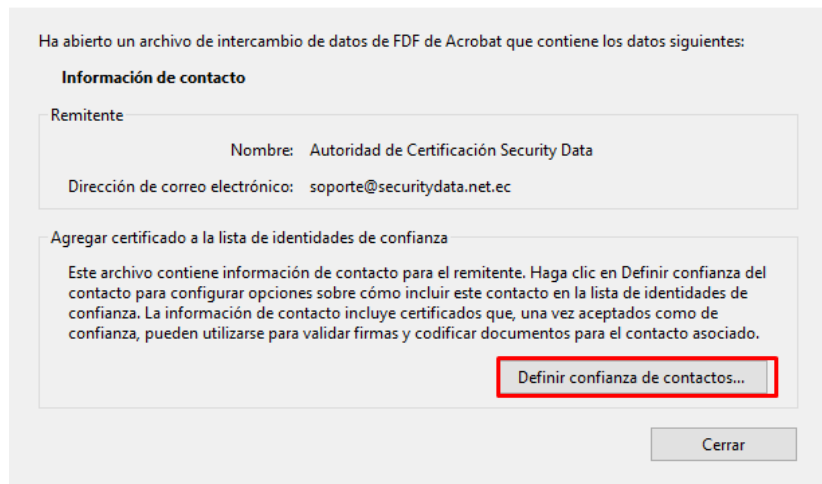 Ha abierto un archivo de intercambio de datos de FDF de Acrobat que contiene los datos siguientes:
Información de contacto
Remitente
Nombre: Autoridad de Certificación Security Data
Dirección de correo electrónico: soporte@securitydata.net.ec
Agregar certificado a la lista de identidades de confianza
Este archivo contiene información de contacto para el remitente. Haga clic en Definir confianza del
contacto para configurar opciones sobre cómo incluir este contacto en la lista de identidades de
confianza. La información de contacto incluye certificados que, una vez aceptados como de
confianza, pueden utilizarse para validar firmas y codificar documentos para el contacto asociado.
Definir confianza de contactos...
Cerrar